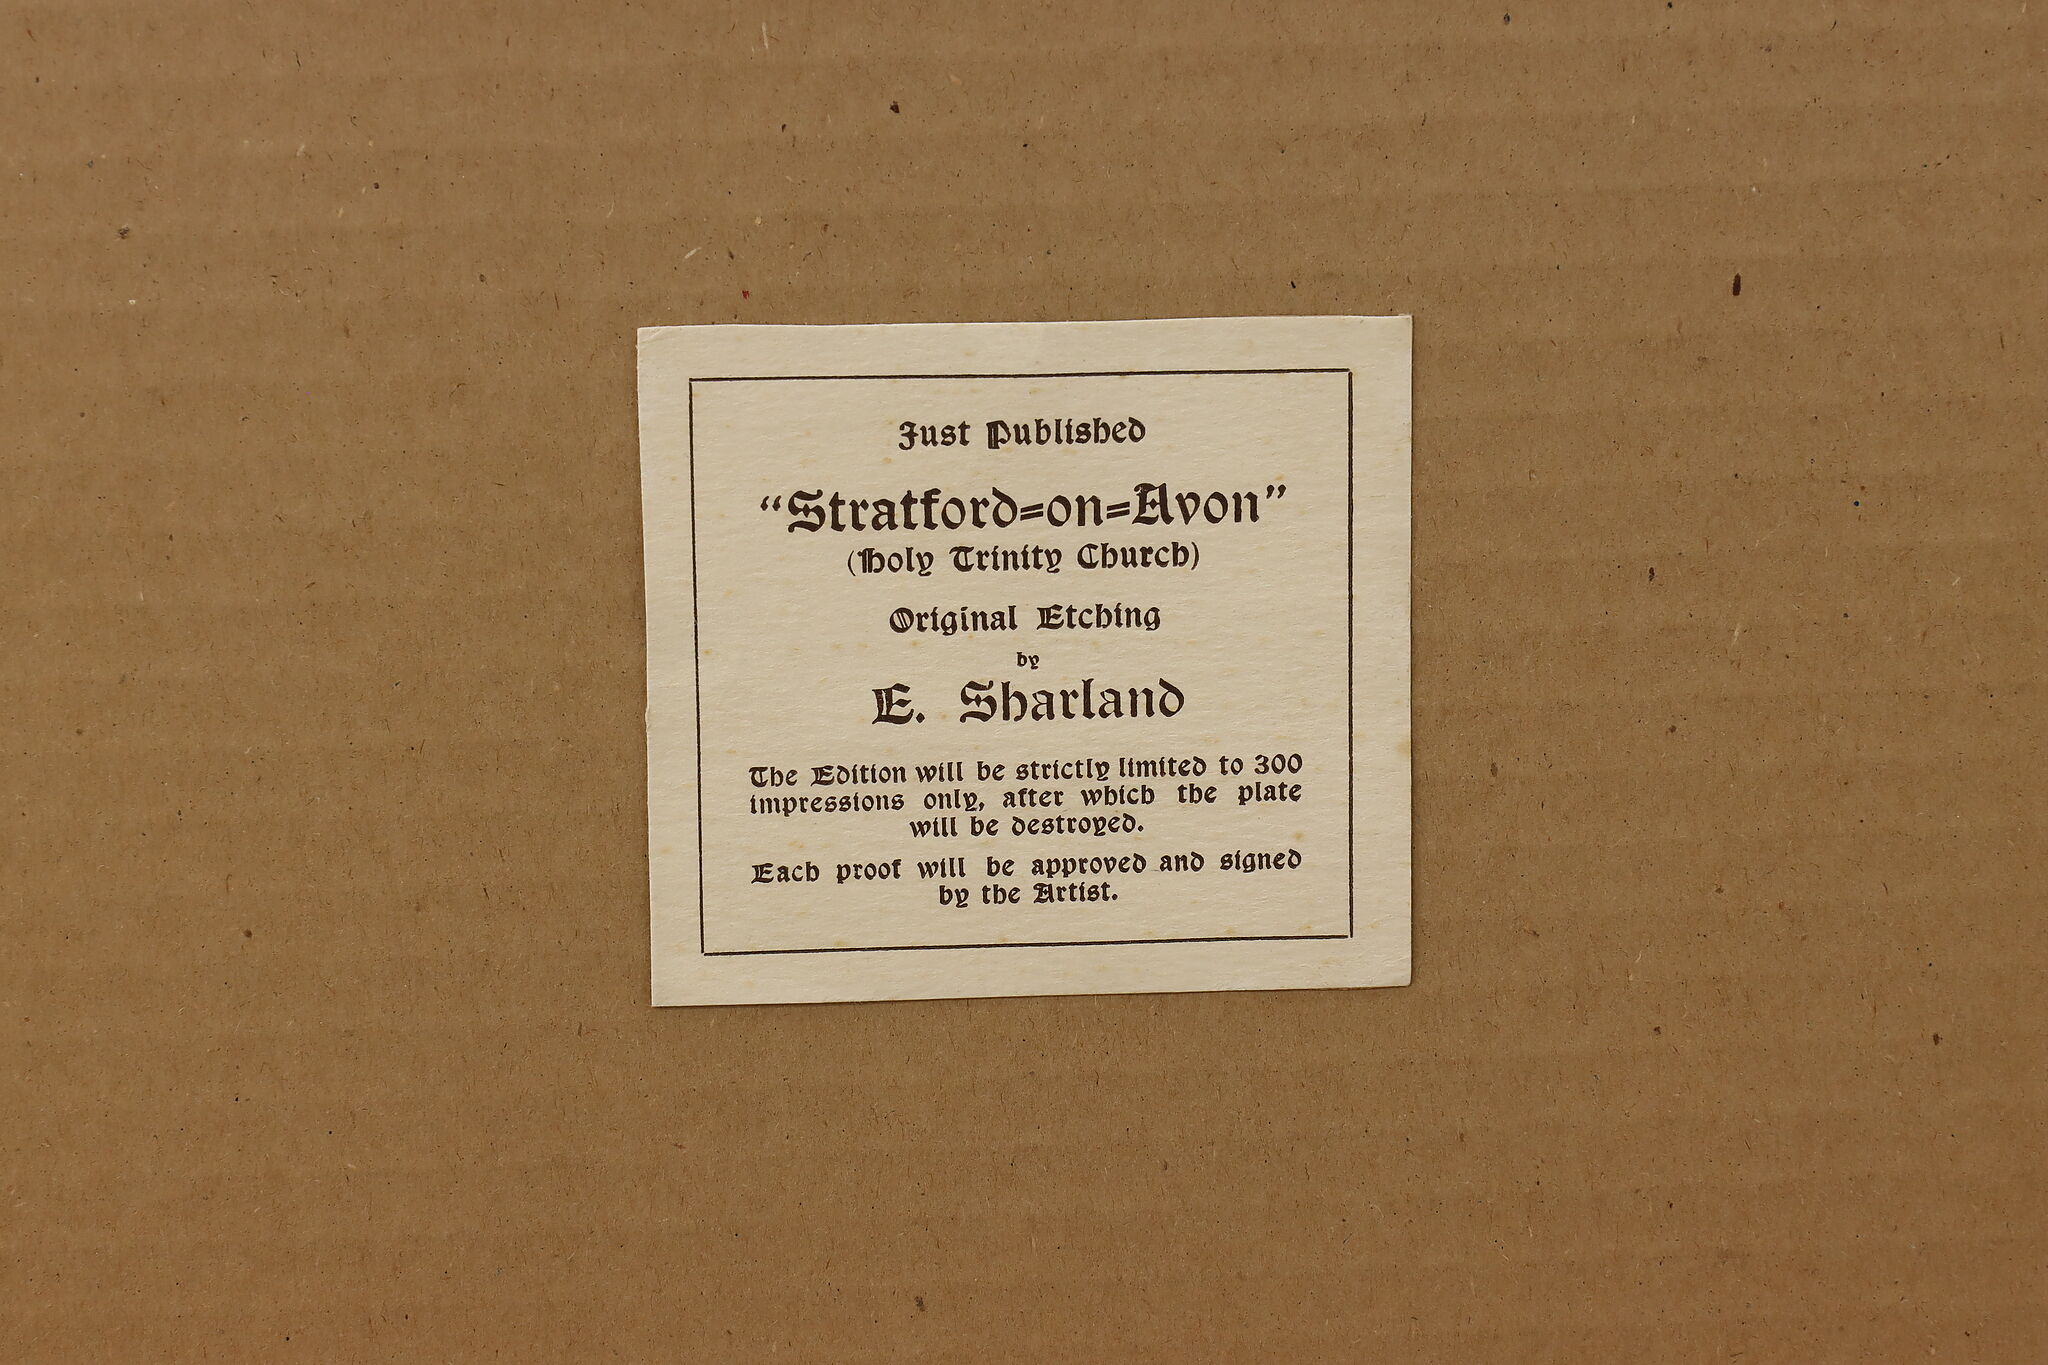 Just Published
“Stratford=on=Avon”
(Holy Trinity Church)
Original Etching
by
E. Sharland
The Edition will be strictly limited to 300
impressions only, after which the plate
will be destroyed.
Each proof will be approved and signed
by the Artist.